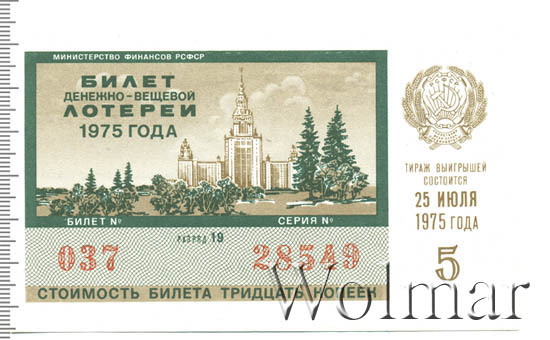 МИНИСТЕРСТВО ФИНАНСОВ РСФСР
БИЛЕТ
ДЕНЕЖНО-ВЕЩЕВОЙ
ЛОТЕРЕИ
1975 ГОДА
БИЛЕТ №
СЕРИЯ №
037
РАЗРЯД 19
28549
СТОИМОСТЬ БИЛЕТА ТРИДЦАТЬ КОПЕЕК
ТИРАЖ ВЫИГРЫШЕЙ
СОСТОИТСЯ
25 ИЮЛЯ
1975 ГОДА
5
Wolmar